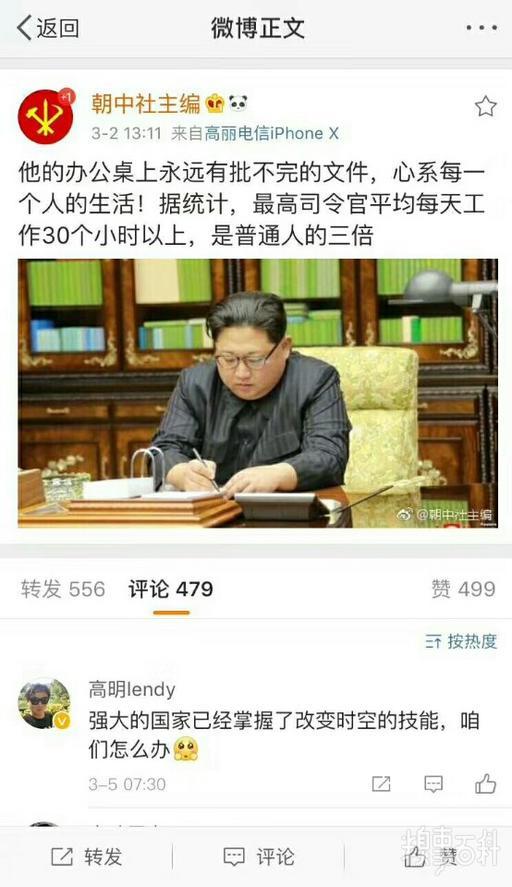 返回
微博正文
+1
朝中社主编
3-2 13:11 来自高丽电信iPhone X
他的办公桌上永远有批不完的文件，心系每一
个人的生活！据统计，最高司令官平均每天工
作30个小时以上，是普通人的三倍
@朝中社主编
转发 556
评论 479
赞 499
按热度
高明lendy
强大的国家已经掌握了改变时空的技能，咱
们怎么办
3-5 07:30
转发
评论
赞
糗事百科